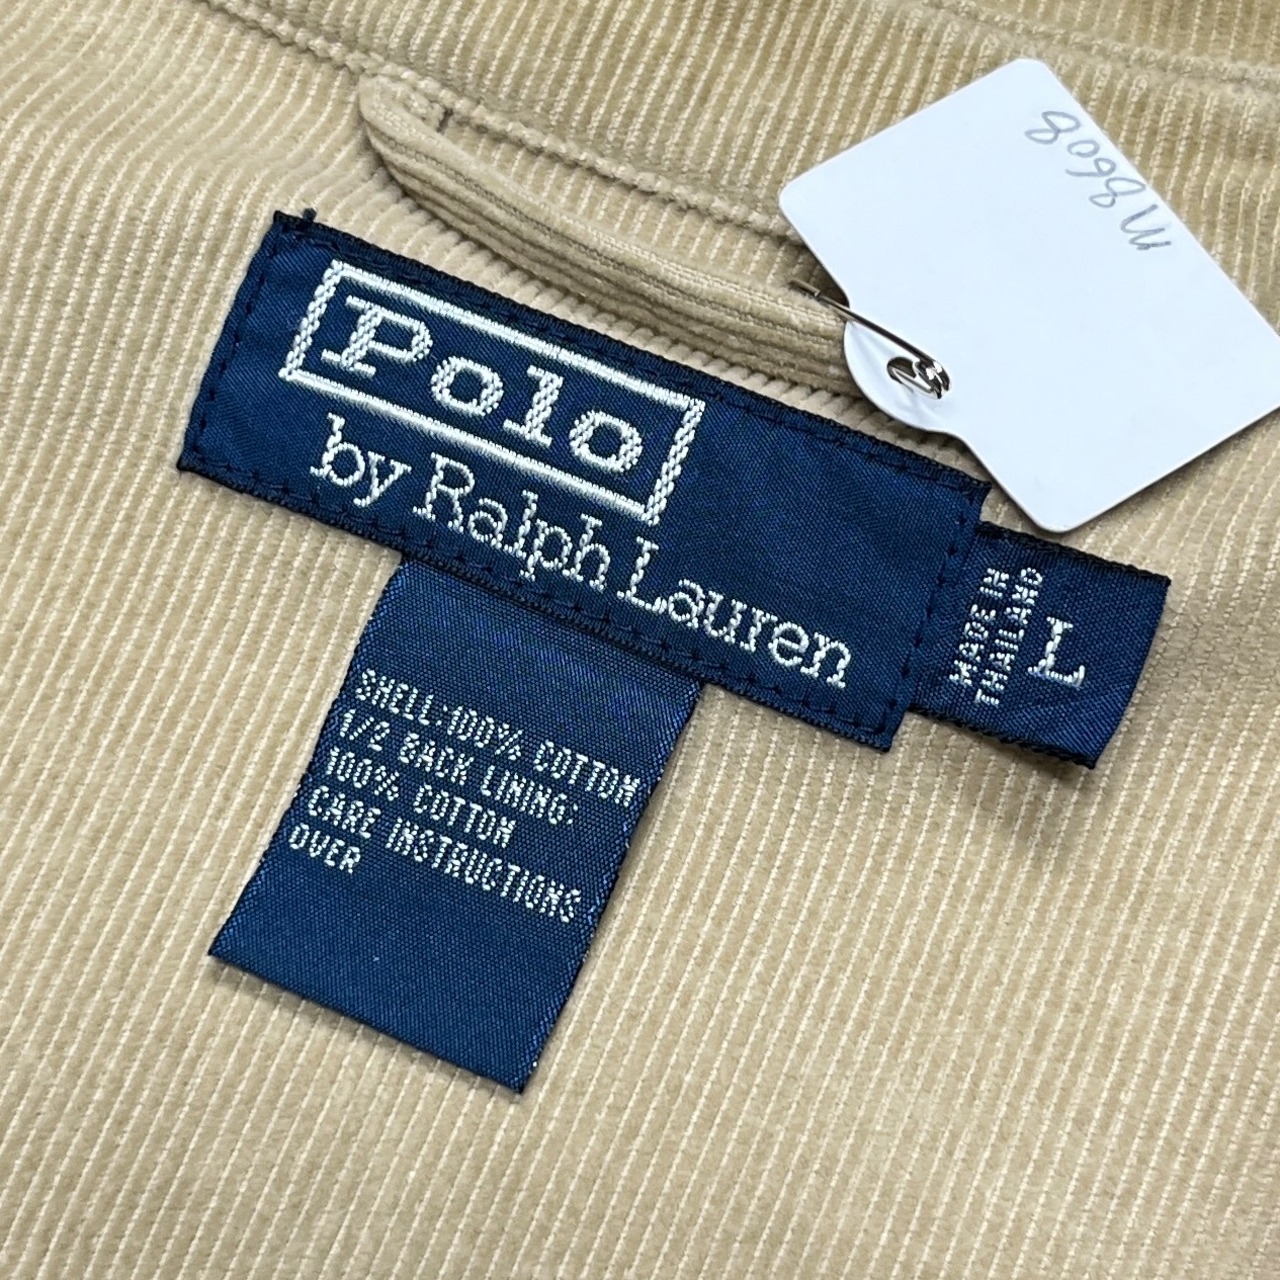 Polo
by Ralph Lauren
MADE IN
THAILAND
L
SHELL:100% COTTON
1/2 BACK LINING:
100% COTTON
CARE INSTRUCTIONS
OVER
M8608